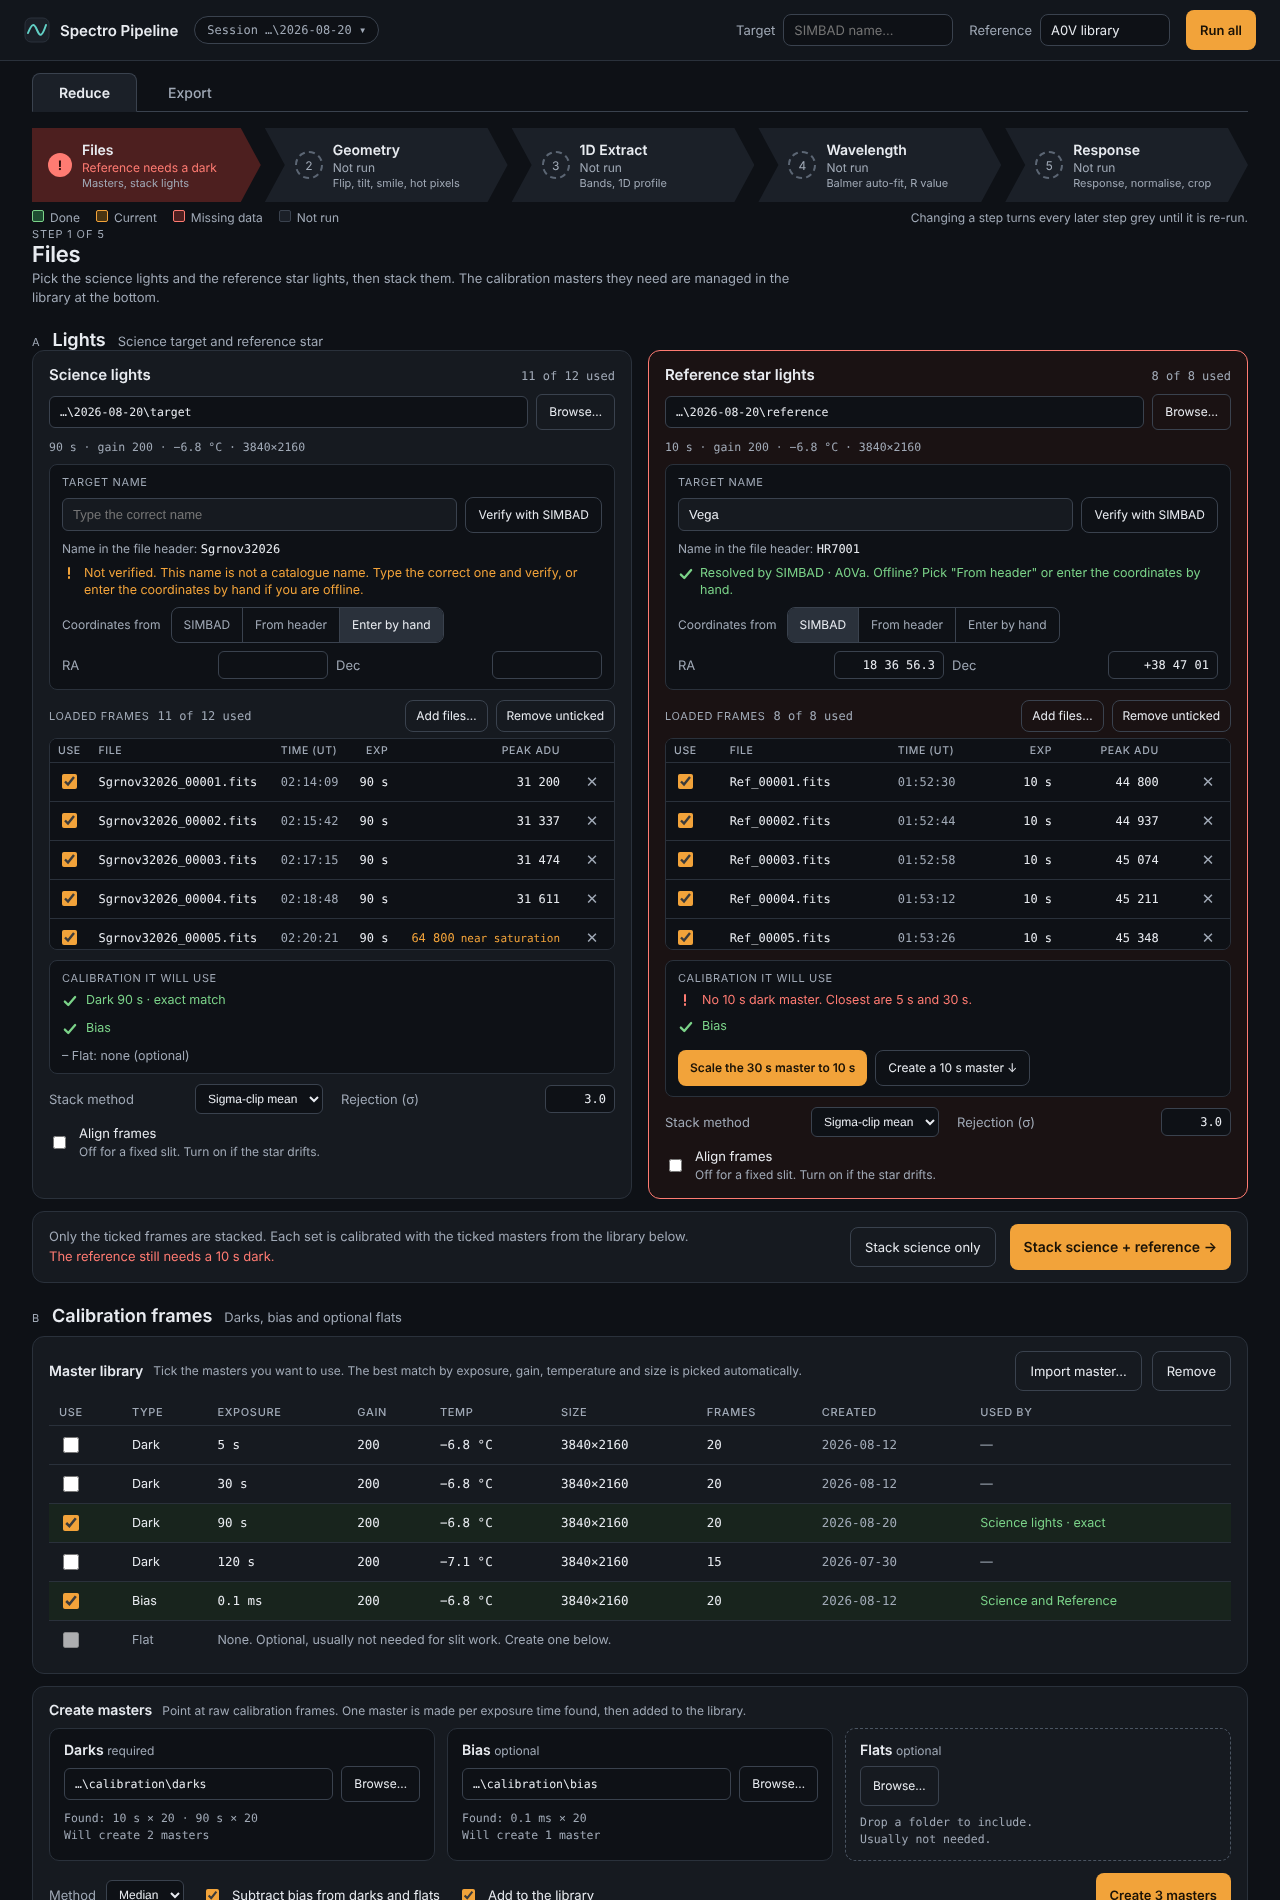 Spectro Pipeline
Session …\2026-08-20 ▾
Target SIMBAD name...
Reference A0V library
Run all
Reduce
Export
! Files
Reference needs a dark
Masters, stack lights
2 Geometry
Not run
Flip, tilt, smile, hot pixels
3 1D Extract
Not run
Bands, 1D profile
4 Wavelength
Not run
Balmer auto-fit, R value
5 Response
Not run
Response, normalise, crop
Done Current Missing data Not run
Changing a step turns every later step grey until it is re-run.
STEP 1 OF 5
Files
Pick the science lights and the reference star lights, then stack them. The calibration masters they need are managed in the
library at the bottom.
A Lights Science target and reference star
Science lights 11 of 12 used
…\2026-08-20\target Browse...
90 s · gain 200 · −6.8 °C · 3840×2160
TARGET NAME
Type the correct name Verify with SIMBAD
Name in the file header: Sgrnov32026
! Not verified. This name is not a catalogue name. Type the correct one and verify, or
enter the coordinates by hand if you are offline.
Coordinates from SIMBAD From header Enter by hand
RA Dec
LOADED FRAMES 11 of 12 used Add files... Remove unticked
USE FILE TIME (UT) EXP PEAK ADU
Sgrnov32026_00001.fits 02:14:09 90 s 31 200 ✕
Sgrnov32026_00002.fits 02:15:42 90 s 31 337 ✕
Sgrnov32026_00003.fits 02:17:15 90 s 31 474 ✕
Sgrnov32026_00004.fits 02:18:48 90 s 31 611 ✕
Sgrnov32026_00005.fits 02:20:21 90 s 64 800 near saturation ✕
CALIBRATION IT WILL USE
Dark 90 s · exact match
Bias
– Flat: none (optional)
Stack method Sigma-clip mean Rejection (σ) 3.0
Align frames
Off for a fixed slit. Turn on if the star drifts.
Reference star lights 8 of 8 used
…\2026-08-20\reference Browse...
10 s · gain 200 · −6.8 °C · 3840×2160
TARGET NAME
Vega Verify with SIMBAD
Name in the file header: HR7001
Resolved by SIMBAD · A0Va. Offline? Pick "From header" or enter the coordinates by
hand.
Coordinates from SIMBAD From header Enter by hand
RA 18 36 56.3 Dec +38 47 01
LOADED FRAMES 8 of 8 used Add files... Remove unticked
USE FILE TIME (UT) EXP PEAK ADU
Ref_00001.fits 01:52:30 10 s 44 800 ✕
Ref_00002.fits 01:52:44 10 s 44 937 ✕
Ref_00003.fits 01:52:58 10 s 45 074 ✕
Ref_00004.fits 01:53:12 10 s 45 211 ✕
Ref_00005.fits 01:53:26 10 s 45 348 ✕
CALIBRATION IT WILL USE
! No 10 s dark master. Closest are 5 s and 30 s.
Bias
Scale the 30 s master to 10 s Create a 10 s master ↓
Stack method Sigma-clip mean Rejection (σ) 3.0
Align frames
Off for a fixed slit. Turn on if the star drifts.
Only the ticked frames are stacked. Each set is calibrated with the ticked masters from the library below.
The reference still needs a 10 s dark.
Stack science only Stack science + reference →
B Calibration frames Darks, bias and optional flats
Master library Tick the masters you want to use. The best match by exposure, gain, temperature and size is picked automatically.
Import master... Remove
USE TYPE EXPOSURE GAIN TEMP SIZE FRAMES CREATED USED BY
Dark 5 s 200 −6.8 °C 3840×2160 20 2026-08-12 —
Dark 30 s 200 −6.8 °C 3840×2160 20 2026-08-12 —
Dark 90 s 200 −6.8 °C 3840×2160 20 2026-08-20 Science lights · exact
Dark 120 s 200 −7.1 °C 3840×2160 15 2026-07-30 —
Bias 0.1 ms 200 −6.8 °C 3840×2160 20 2026-08-12 Science and Reference
Flat None. Optional, usually not needed for slit work. Create one below.
Create masters Point at raw calibration frames. One master is made per exposure time found, then added to the library.
Darks required
…\calibration\darks Browse...
Found: 10 s × 20 · 90 s × 20
Will create 2 masters
Bias optional
…\calibration\bias Browse...
Found: 0.1 ms × 20
Will create 1 master
Flats optional
Browse...
Drop a folder to include.
Usually not needed.
Method Median Subtract bias from darks and flats Add to the library Create 3 masters